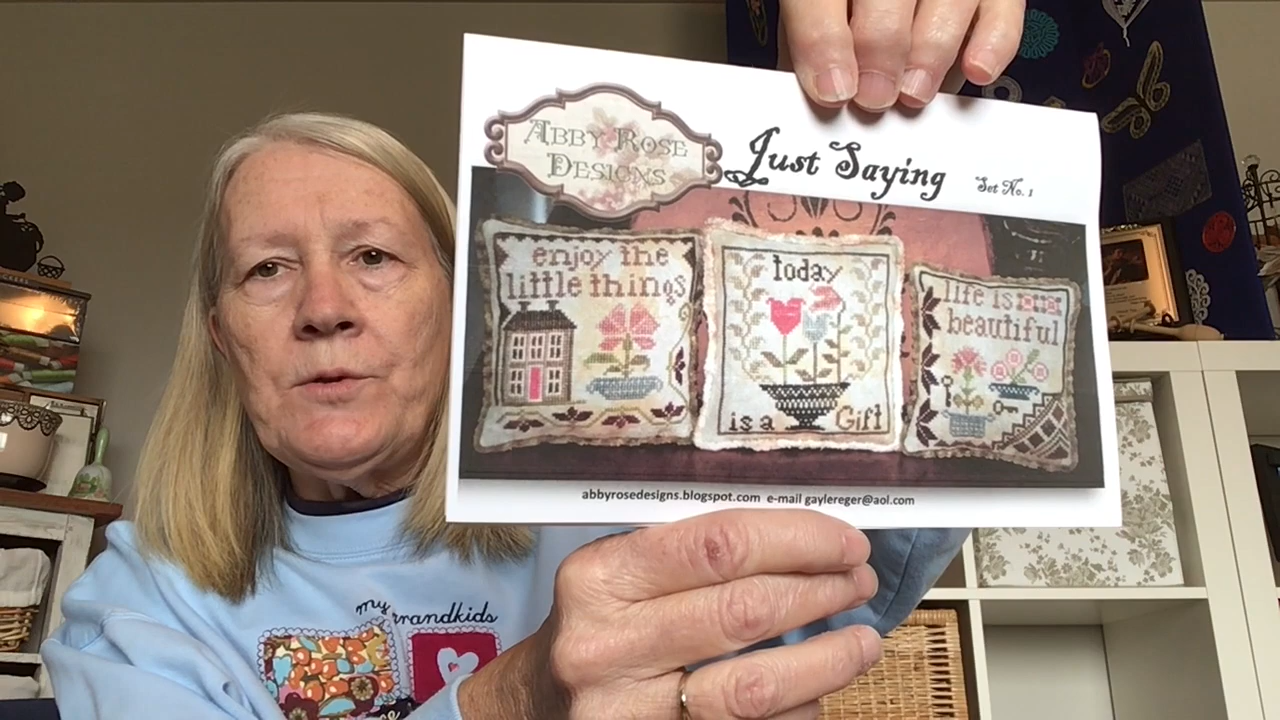 ABBY ROSE
DESIGNS
Just Saying
Set No. 1
enjoy the
little things
today
is a Gift
life is
beautiful
abbyrosedesigns.blogspot.com e-mail gaylereger@aol.com
my grandkids